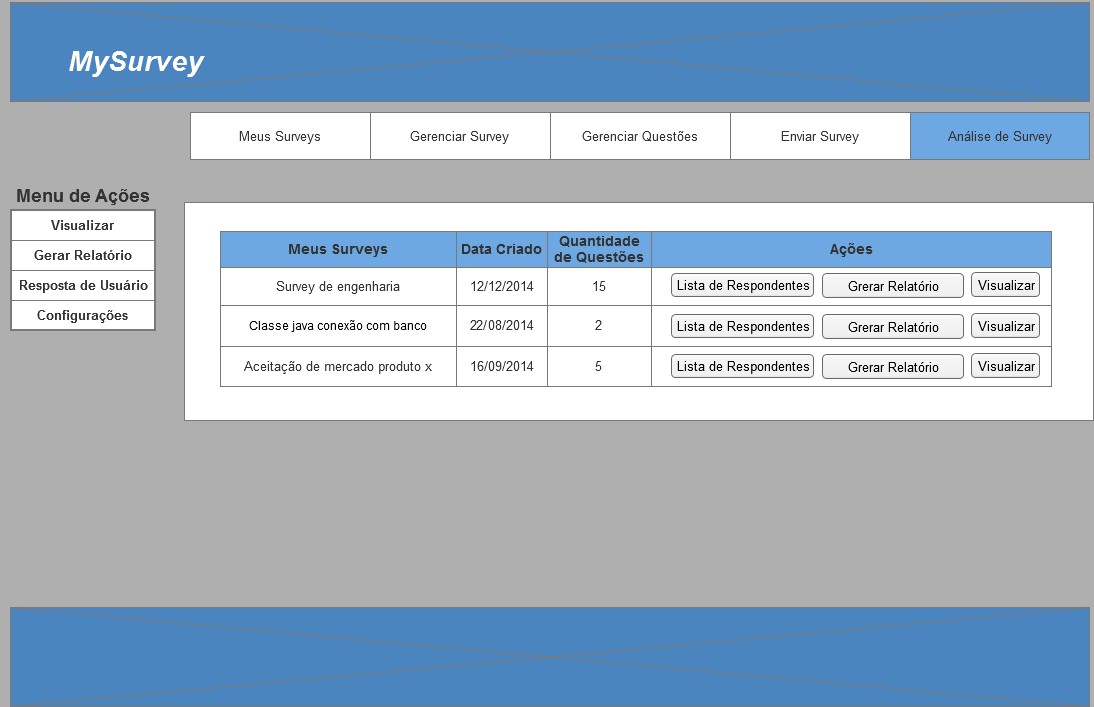 MySurvey
Meus Surveys Gerenciar Survey Gerenciar Questões Enviar Survey Análise de Survey
Menu de Ações
Visualizar
Gerar Relatório
Resposta de Usuário
Configurações
Meus Surveys Data Criado Quantidade de Questões Ações
Survey de engenharia 12/12/2014 15 Lista de Respondentes Grerar Relatório Visualizar
Classe java conexão com banco 22/08/2014 2 Lista de Respondentes Grerar Relatório Visualizar
Aceitação de mercado produto x 16/09/2014 5 Lista de Respondentes Grerar Relatório Visualizar